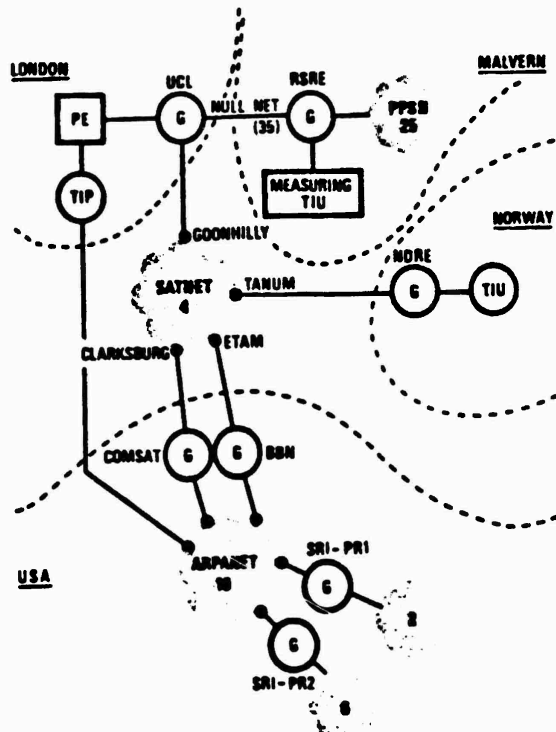 LONDON
UCL
RSRE
MALVERN
PE
G
NULL NET
(35)
G
PPSN
25
TIP
MEASURING
TIU
NORWAY
GOONHILLY
NDRE
SATNET
4
TANUM
G
TIU
CLARKSBURG
ETAM
COMSAT
G
G
BBN
ARPANET
10
SRI-PR1
USA
G
2
G
SRI-PR2
6